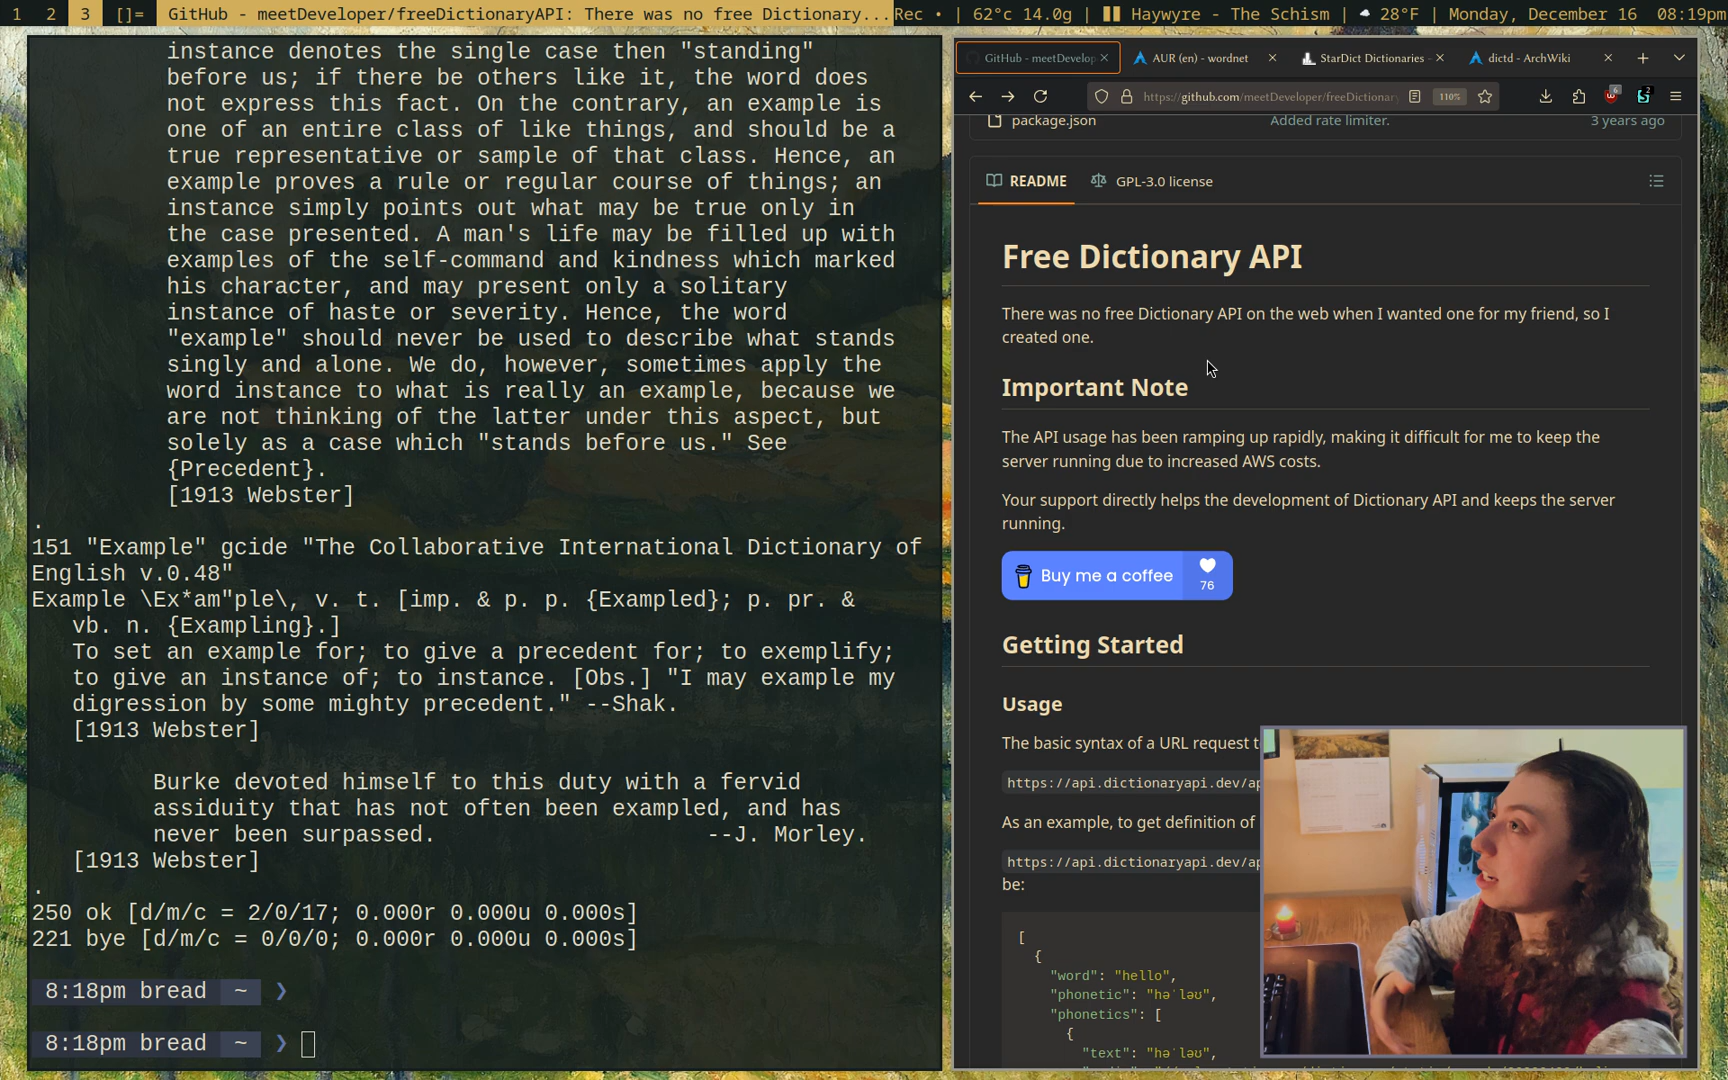 1 2 3 []= GitHub - meetDeveloper/freeDictionaryAPI: There was no free Dictionary... Rec • | 62°c 14.0g | Haywyre - The Schism | 28°F | Monday, December 16 08:19pm
instance denotes the single case then "standing"
before us; if there be others like it, the word does
not express this fact. On the contrary, an example is
one of an entire class of like things, and should be a
true representative or sample of that class. Hence, an
example proves a rule or regular course of things; an
instance simply points out what may be true only in
the case presented. A man's life may be filled up with
examples of the self-command and kindness which marked
his character, and may present only a solitary
instance of haste or severity. Hence, the word
"example" should never be used to describe what stands
singly and alone. We do, however, sometimes apply the
word instance to what is really an example, because we
are not thinking of the latter under this aspect, but
solely as a case which "stands before us." See
{Precedent}.
[1913 Webster]
.
151 "Example" gcide "The Collaborative International Dictionary of
English v.0.48"
Example \Ex*am"ple\, v. t. [imp. & p. p. {Exampled}; p. pr. &
vb. n. {Exampling}.]
To set an example for; to give a precedent for; to exemplify;
to give an instance of; to instance. [Obs.] "I may example my
digression by some mighty precedent." --Shak.
[1913 Webster]
Burke devoted himself to this duty with a fervid
assiduity that has not often been exampled, and has
never been surpassed. --J. Morley.
[1913 Webster]
.
250 ok [d/m/c = 2/0/17; 0.000r 0.000u 0.000s]
221 bye [d/m/c = 0/0/0; 0.000r 0.000u 0.000s]
8:18pm bread ~ ❯
8:18pm bread ~ ❯
GitHub - meetDevelop AUR (en) - wordnet StarDict Dictionaries - dictd - ArchWiki
https://github.com/meetDeveloper/freeDictionary 110% 6 2
package.json Added rate limiter. 3 years ago
README GPL-3.0 license
Free Dictionary API
There was no free Dictionary API on the web when I wanted one for my friend, so I
created one.
Important Note
The API usage has been ramping up rapidly, making it difficult for me to keep the
server running due to increased AWS costs.
Your support directly helps the development of Dictionary API and keeps the server
running.
Buy me a coffee 76
Getting Started
Usage
The basic syntax of a URL request t
https://api.dictionaryapi.dev/ap
As an example, to get definition of
https://api.dictionaryapi.dev/ap
be:
[
{
"word": "hello",
"phonetic": "həˈləʊ",
"phonetics": [
{
"text": "həˈləʊ",